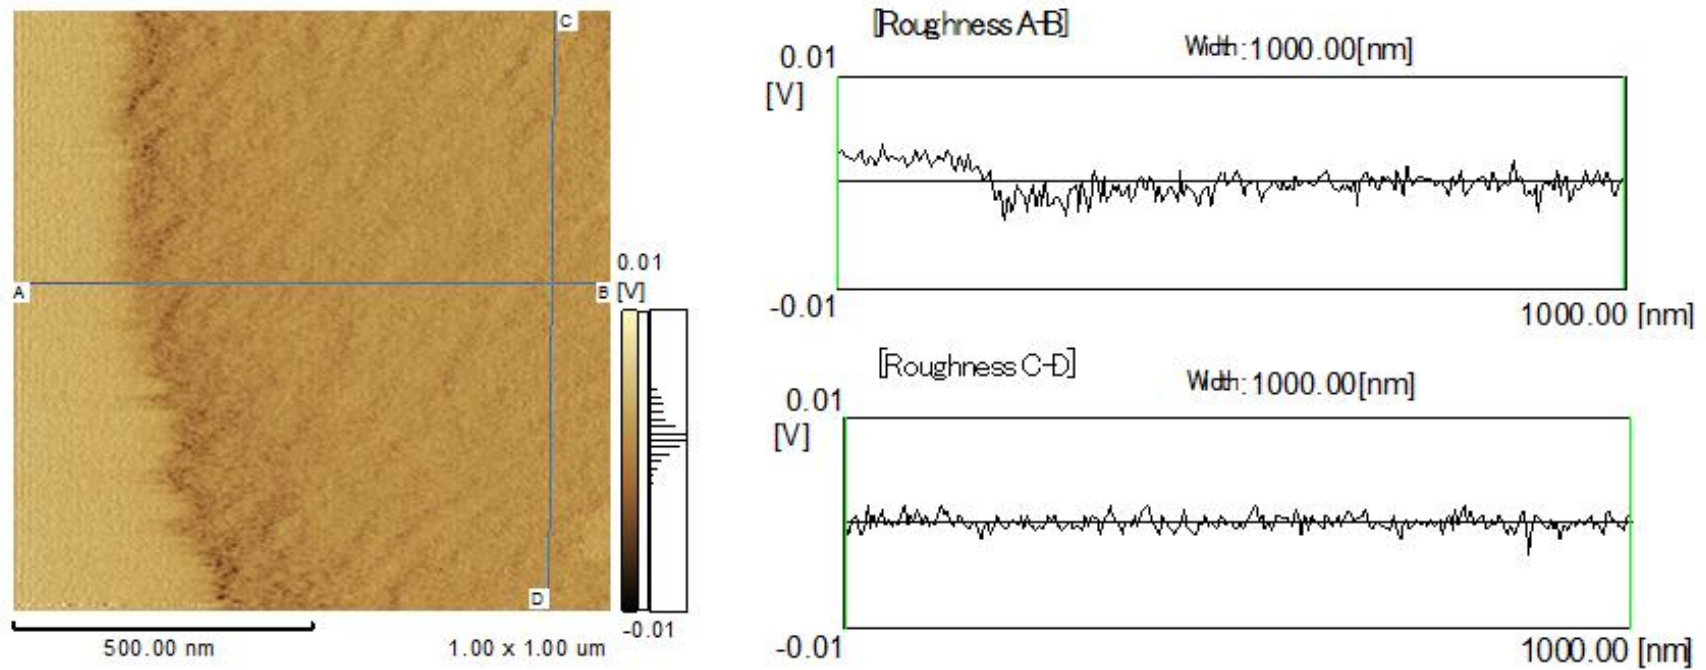 C
A
B
D
0.01
[V]
-0.01
500.00 nm
1.00 x 1.00 um
[Roughness A-B]
Width:1000.00[nm]
0.01
[V]
-0.01
1000.00 [nm]
[Roughness C-D]
Width:1000.00[nm]
0.01
[V]
-0.01
1000.00 [nm]